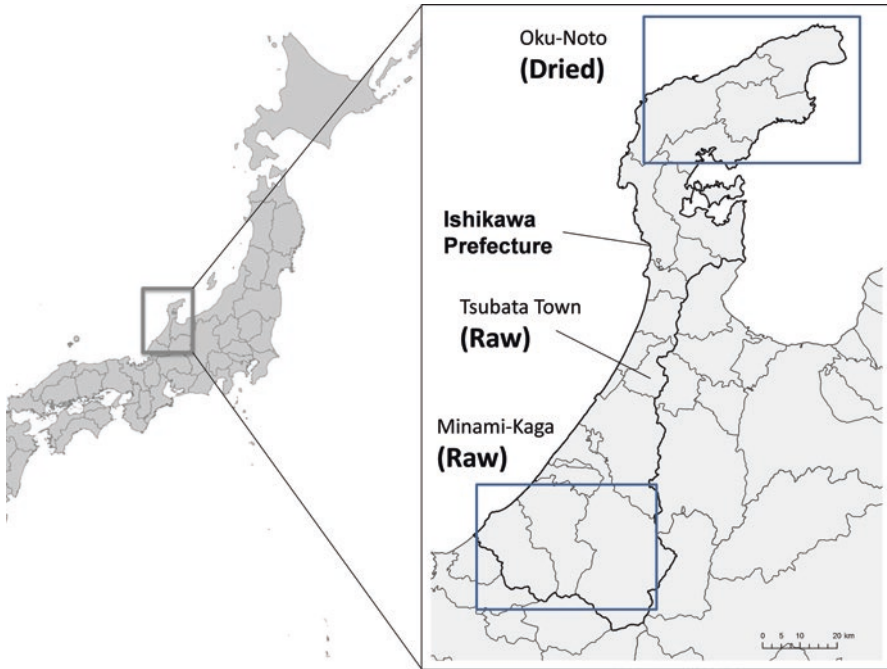 Oku-Noto
(Dried)
Ishikawa
Prefecture
Tsubata Town
(Raw)
Minami-Kaga
(Raw)
0 5 10 20 km